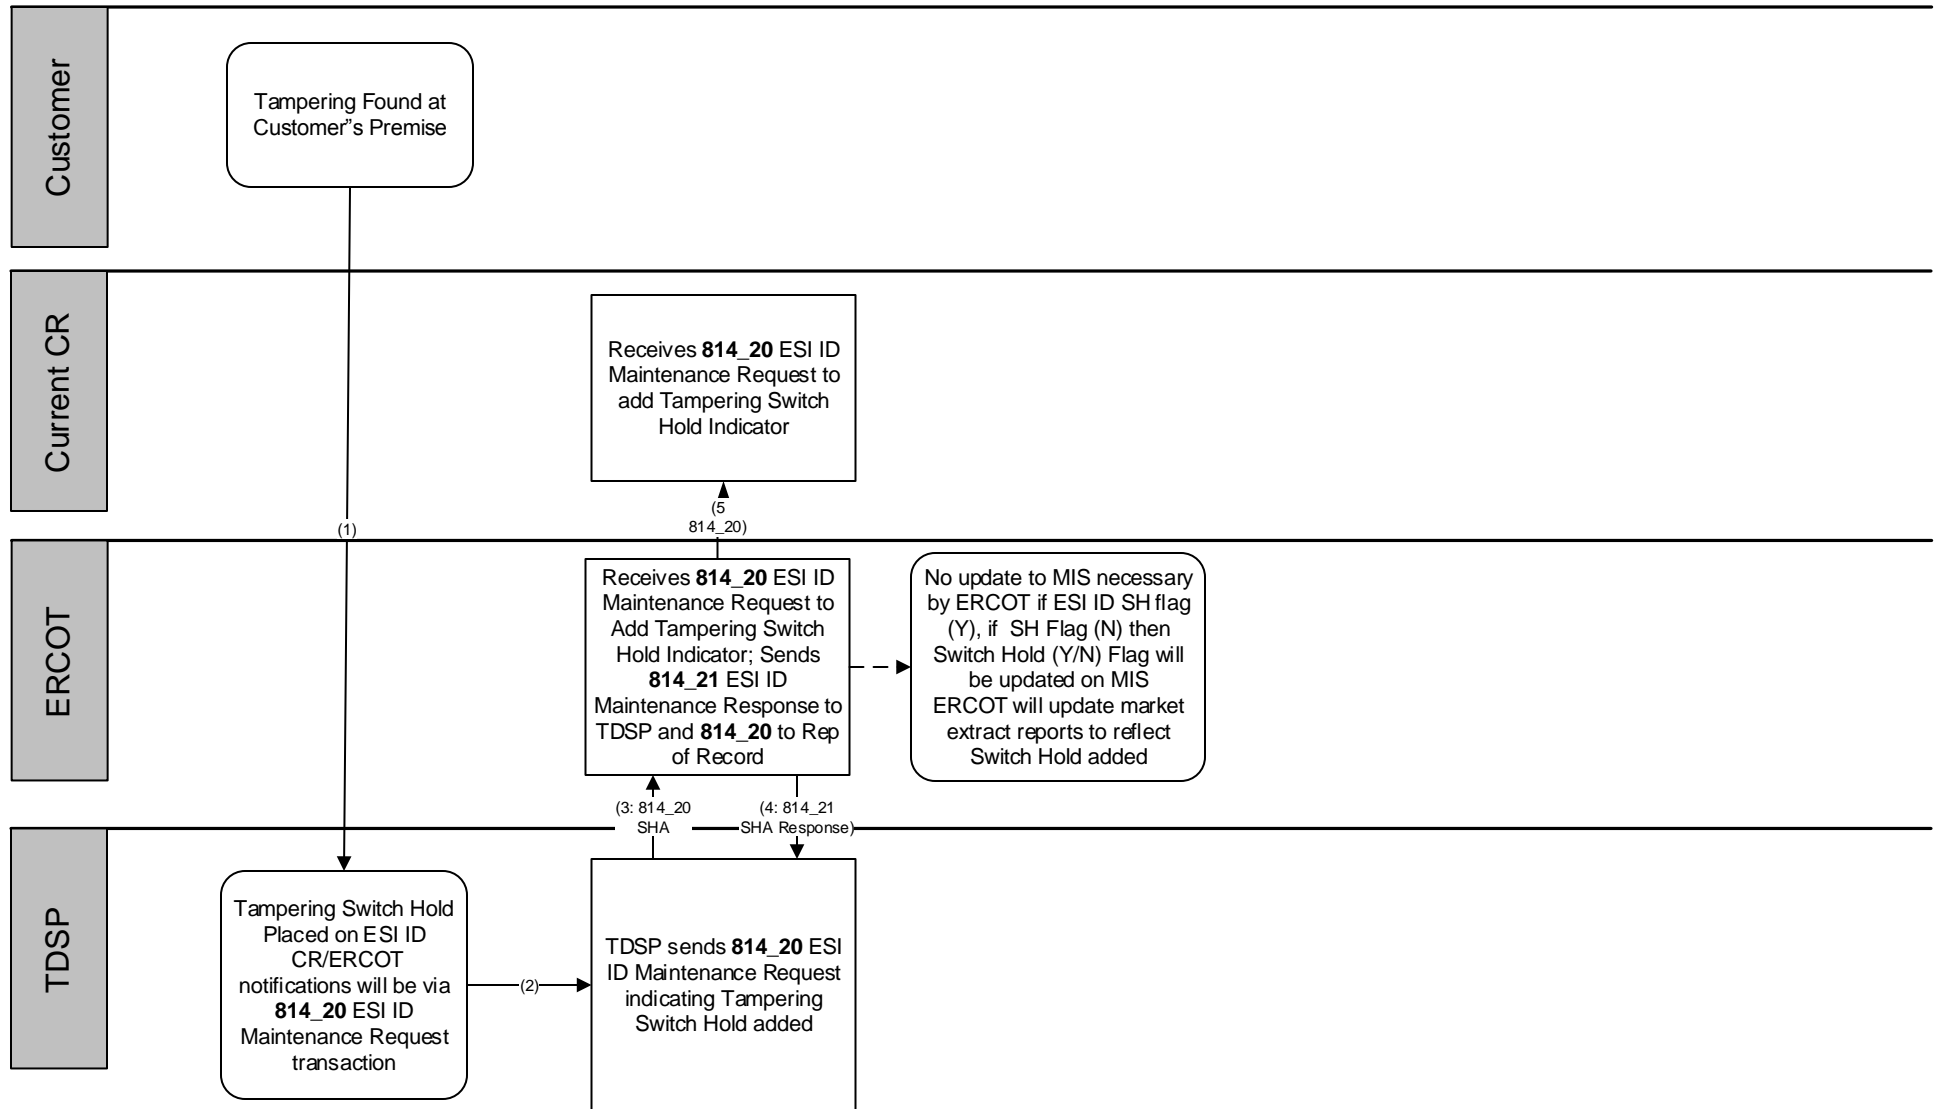 Customer
Tampering Found at
Customer"s Premise
Current CR
Receives 814_20 ESI ID
Maintenance Request to
add Tampering Switch
Hold Indicator
(1)
(5
814_20)
ERCOT
Receives 814_20 ESI ID
Maintenance Request to
Add Tampering Switch
Hold Indicator; Sends
814_21 ESI ID
Maintenance Response to
TDSP and 814_20 to Rep
of Record
No update to MIS necessary
by ERCOT if ESI ID SH flag
(Y), if SH Flag (N) then
Switch Hold (Y/N) Flag will
be updated on MIS
ERCOT will update market
extract reports to reflect
Switch Hold added
(3: 814_20
SHA
(4: 814_21
SHA Response)
TDSP
Tampering Switch Hold
Placed on ESI ID
CR/ERCOT
notifications will be via
814_20 ESI ID
Maintenance Request
transaction
(2)
TDSP sends 814_20 ESI
ID Maintenance Request
indicating Tampering
Switch Hold added